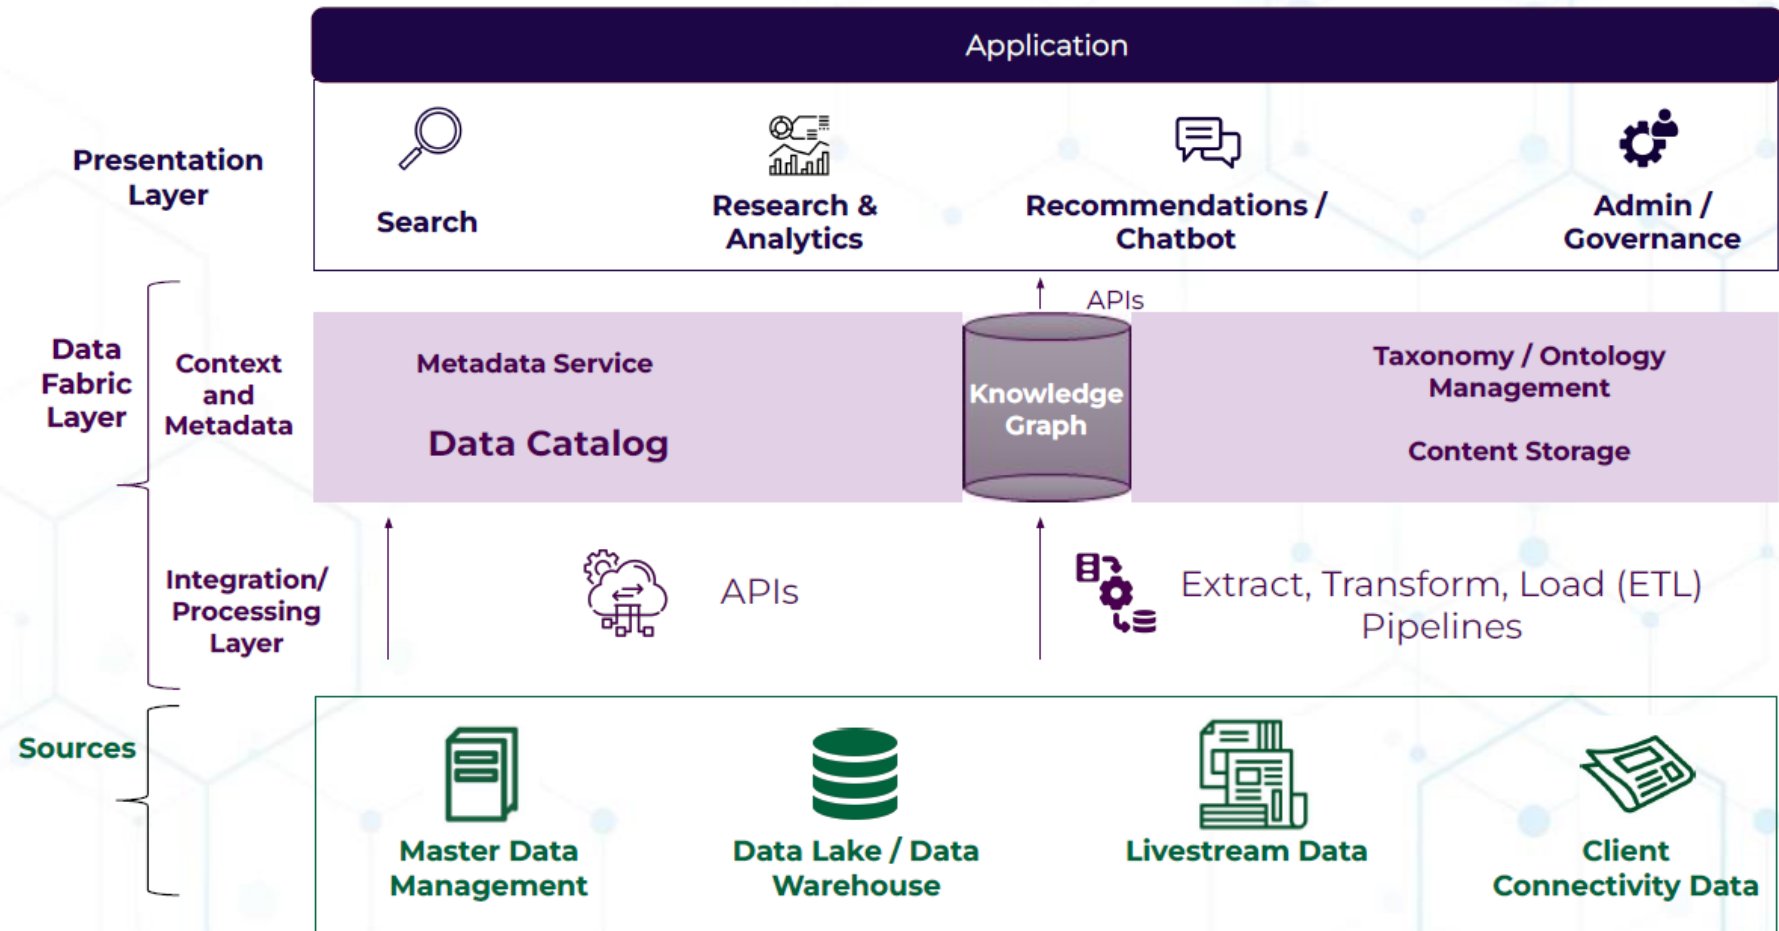 Application
Presentation
Layer
Search
Research &
Analytics
Recommendations /
Chatbot
Admin /
Governance
APIs
Data
Fabric
Layer
Context
and
Metadata
Metadata Service
Data Catalog
Knowledge
Graph
Taxonomy / Ontology
Management
Content Storage
Integration/
Processing
Layer
APIs
Extract, Transform, Load (ETL)
Pipelines
Sources
Master Data
Management
Data Lake / Data
Warehouse
Livestream Data
Client
Connectivity Data